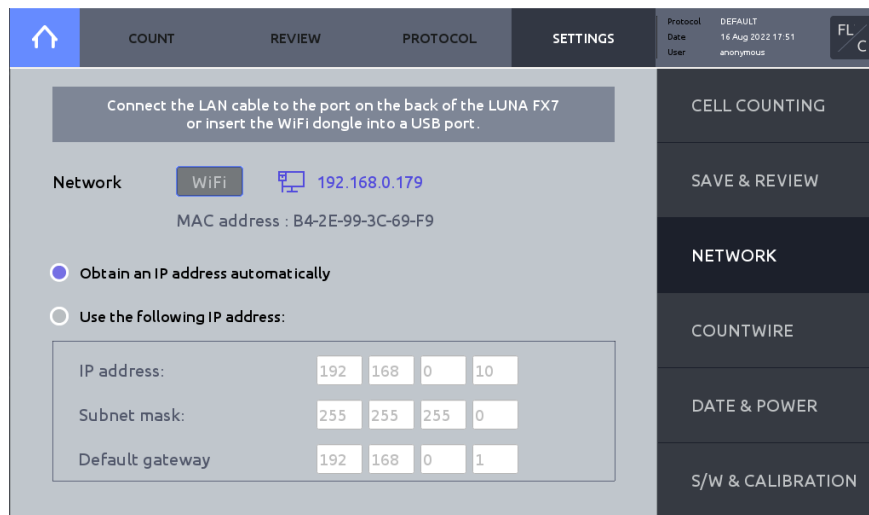 COUNT REVIEW PROTOCOL SETTINGS
Protocol DEFAULT
Date 16 Aug 2022 17:51
User anonymous
FL
C
Connect the LAN cable to the port on the back of the LUNA FX7
or insert the WiFi dongle into a USB port.
Network WiFi 192.168.0.179
MAC address : B4-2E-99-3C-69-F9
Obtain an IP address automatically
Use the following IP address:
IP address: 192 168 0 10
Subnet mask: 255 255 255 0
Default gateway 192 168 0 1
CELL COUNTING
SAVE & REVIEW
NETWORK
COUNTWIRE
DATE & POWER
S/W & CALIBRATION